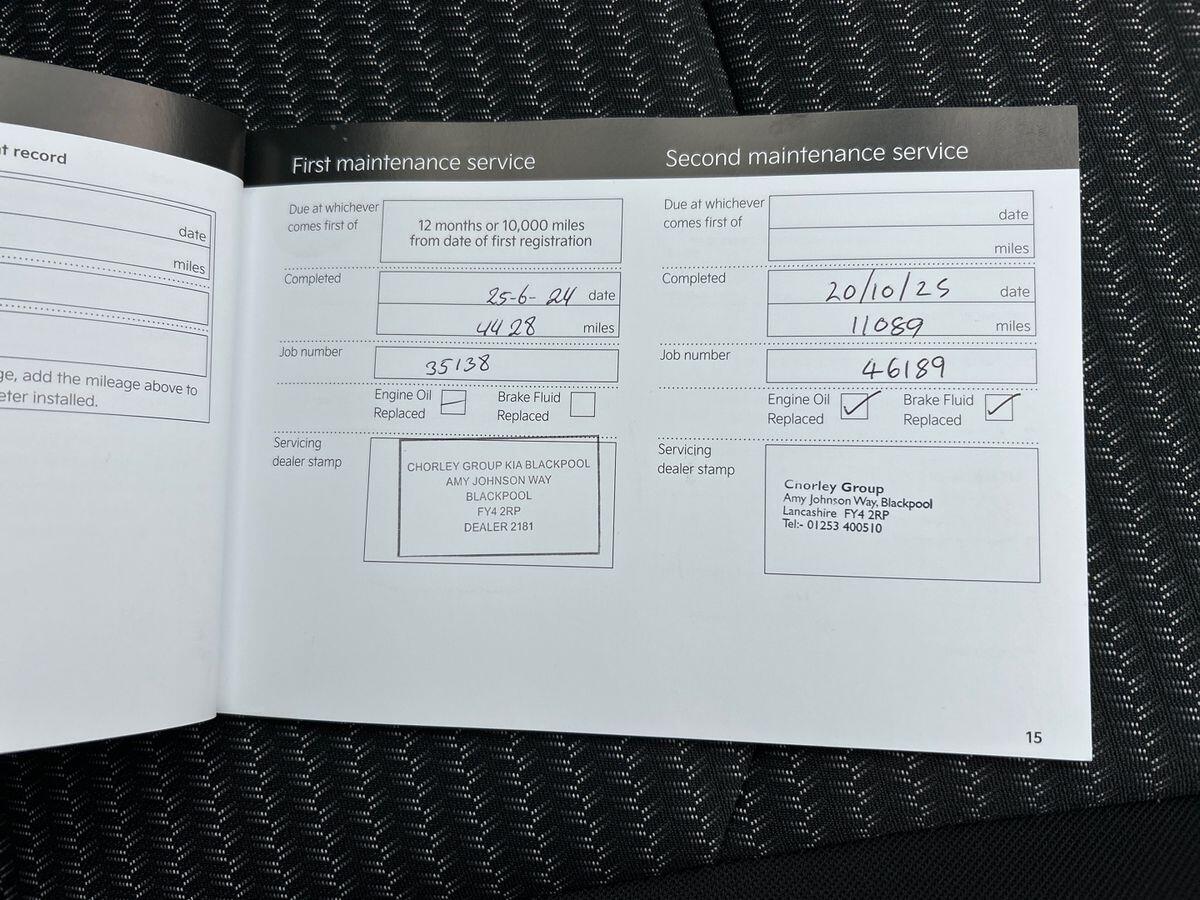 t record
date
miles
ge, add the mileage above to
eter installed.
First maintenance service
Due at whichever
comes first of
12 months or 10,000 miles
from date of first registration
Completed
25-6-24 date
4428 miles
Job number
35138
Engine Oil
Replaced
Brake Fluid
Replaced
Servicing
dealer stamp
CHORLEY GROUP KIA BLACKPOOL
AMY JOHNSON WAY
BLACKPOOL
FY4 2RP
DEALER 2181
Second maintenance service
Due at whichever
comes first of
date
miles
Completed
20/10/25 date
11089 miles
Job number
46189
Engine Oil
Replaced
Brake Fluid
Replaced
Servicing
dealer stamp
Chorley Group
Amy Johnson Way, Blackpool
Lancashire FY4 2RP
Tel:- 01253 400510
15